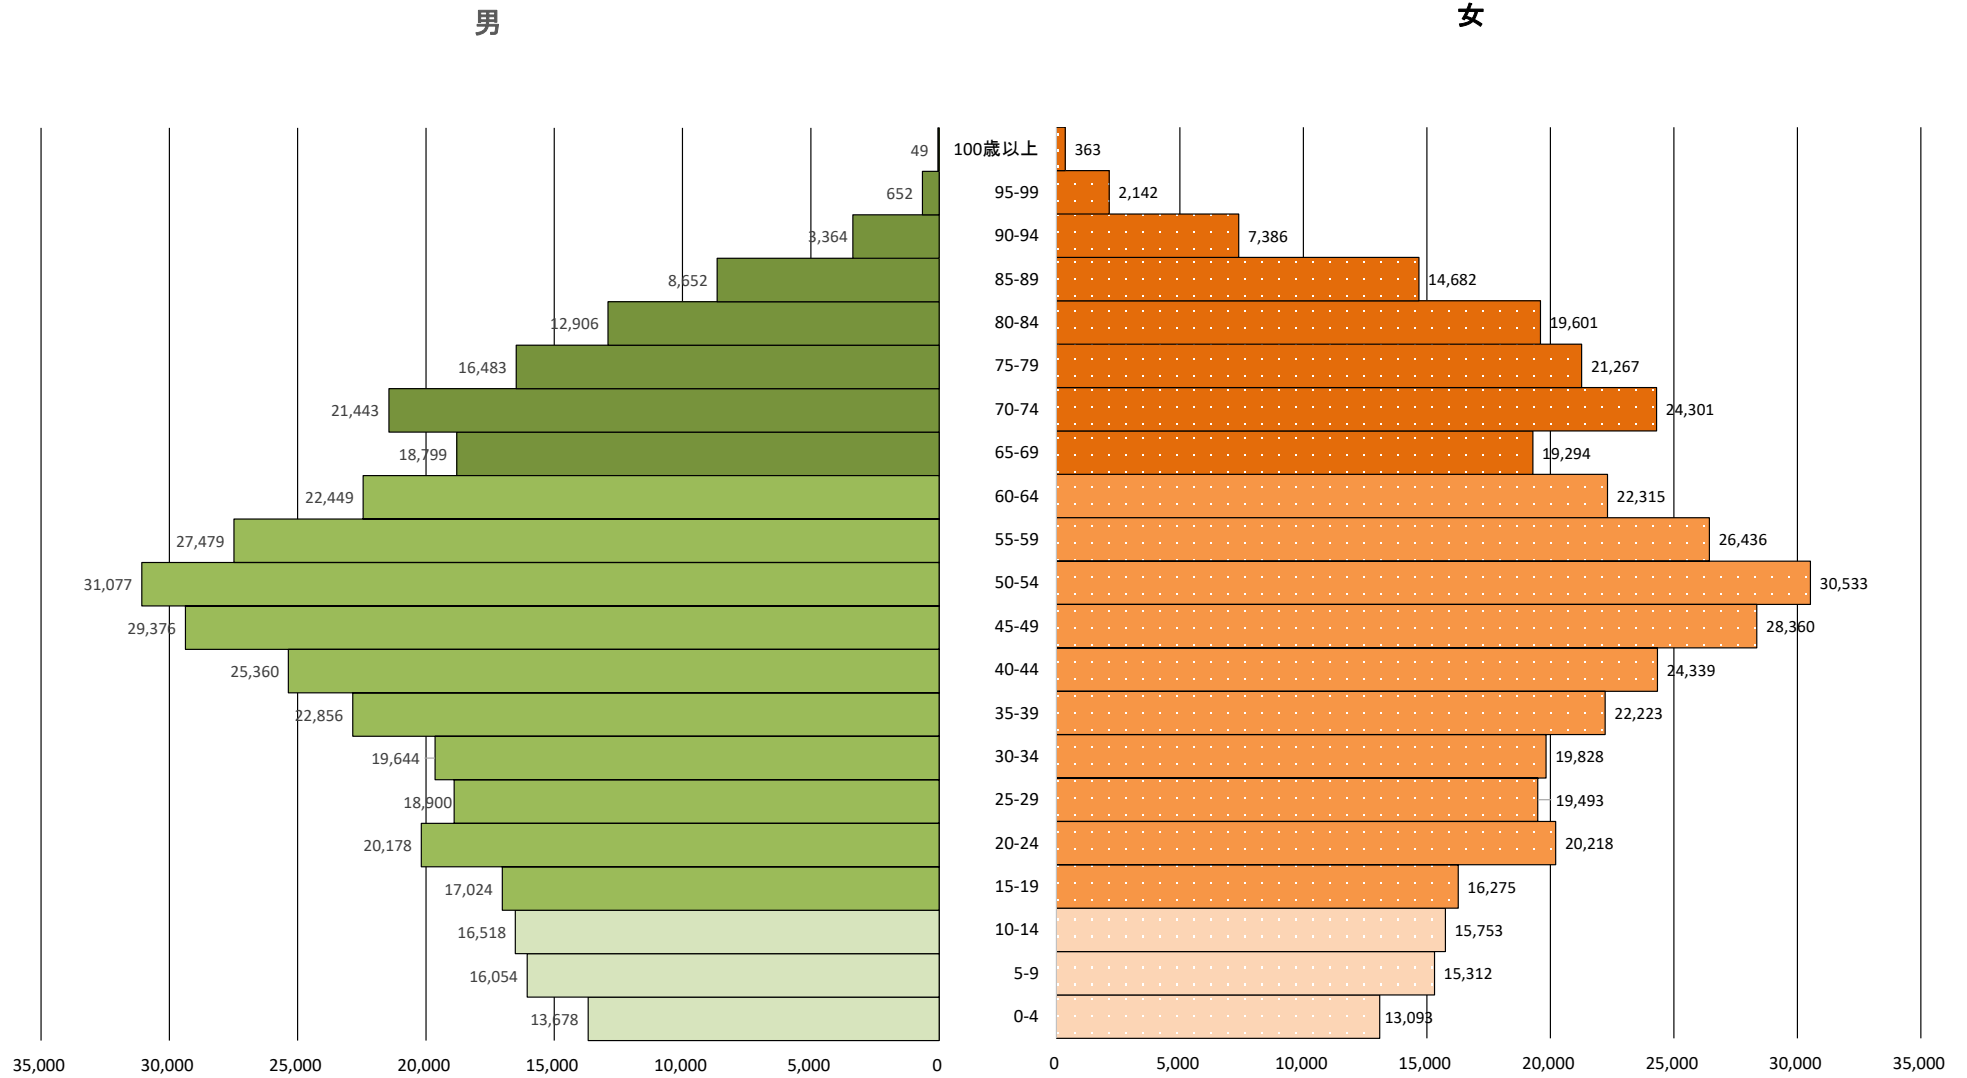 男 女
49 100歳以上 363
652 95-99 2,142
3,364 90-94 7,386
8,652 85-89 14,682
12,906 80-84 19,601
16,483 75-79 21,267
21,443 70-74 24,301
18,799 65-69 19,294
22,449 60-64 22,315
27,479 55-59 26,436
31,077 50-54 30,533
29,376 45-49 28,360
25,360 40-44 24,339
22,856 35-39 22,223
19,644 30-34 19,828
18,900 25-29 19,493
20,178 20-24 20,218
17,024 15-19 16,275
16,518 10-14 15,753
16,054 5-9 15,312
13,678 0-4 13,093
35,000 30,000 25,000 20,000 15,000 10,000 5,000 0 0 5,000 10,000 15,000 20,000 25,000 30,000 35,000